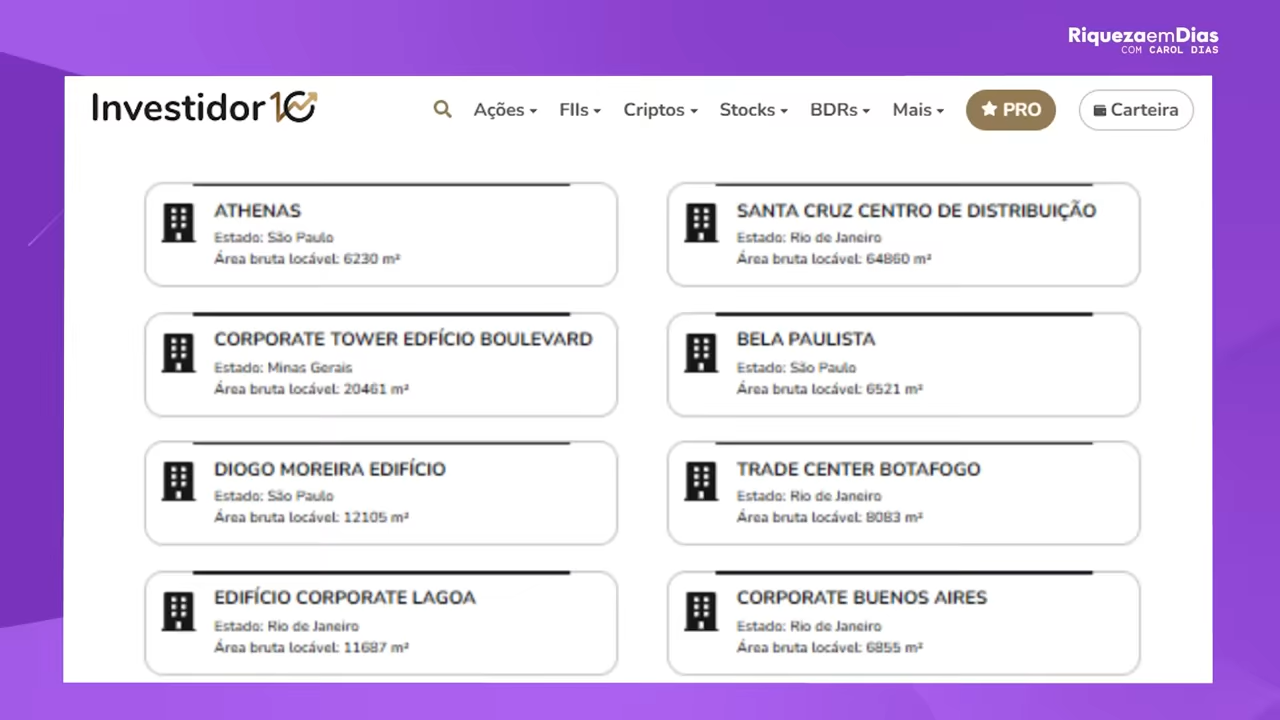 RiquezaemDias
COM CAROL DIAS
Investidor 10
Ações
FIIs
Criptos
Stocks
BDRs
Mais
PRO
Carteira
ATHENAS
Estado: São Paulo
Área bruta locável: 6230 m²
SANTA CRUZ CENTRO DE DISTRIBUIÇÃO
Estado: Rio de Janeiro
Área bruta locável: 64860 m²
CORPORATE TOWER EDFÍCIO BOULEVARD
Estado: Minas Gerais
Área bruta locável: 20461 m²
BELA PAULISTA
Estado: São Paulo
Área bruta locável: 6521 m²
DIOGO MOREIRA EDIFÍCIO
Estado: São Paulo
Área bruta locável: 12105 m²
TRADE CENTER BOTAFOGO
Estado: Rio de Janeiro
Área bruta locável: 8083 m²
EDIFÍCIO CORPORATE LAGOA
Estado: Rio de Janeiro
Área bruta locável: 11687 m²
CORPORATE BUENOS AIRES
Estado: Rio de Janeiro
Área bruta locável: 6855 m²